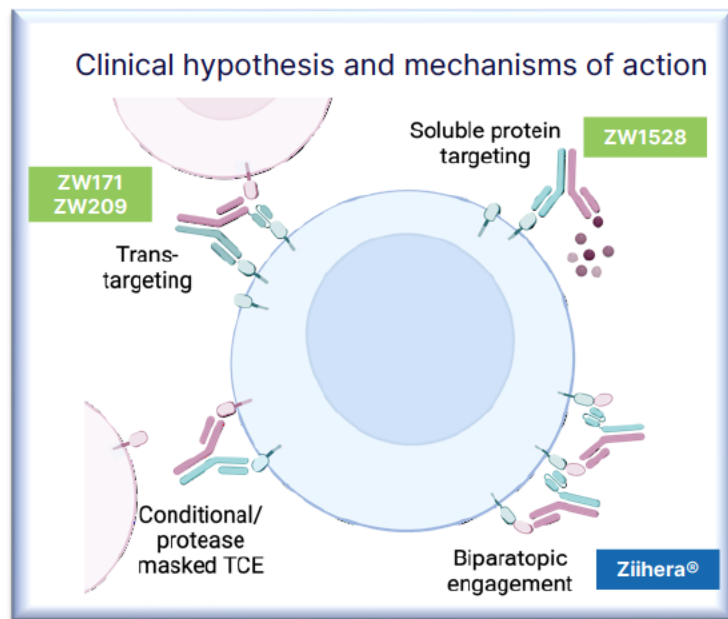 Clinical hypothesis and mechanisms of action
Soluble protein
targeting
ZW1528
ZW171
ZW209
Trans-
targeting
Conditional/
protease
masked TCE
Biparatopic
engagement
Ziihera®